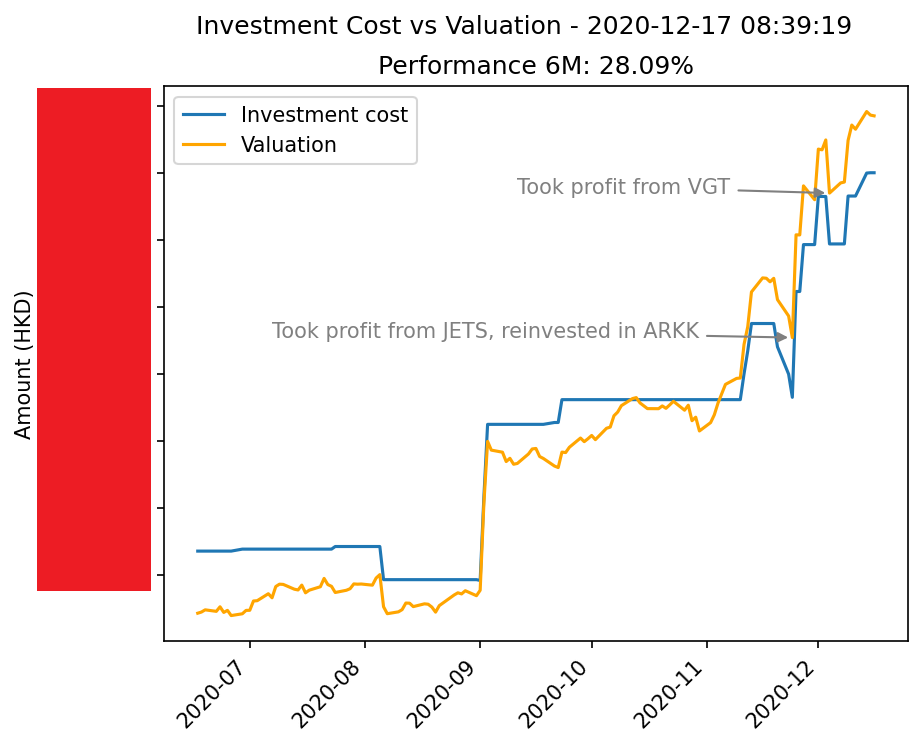 Investment Cost vs Valuation - 2020-12-17 08:39:19
Performance 6M: 28.09%
Investment cost
Valuation
Took profit from VGT
Took profit from JETS, reinvested in ARKK
Amount (HKD)
2020-07
2020-08
2020-09
2020-10
2020-11
2020-12